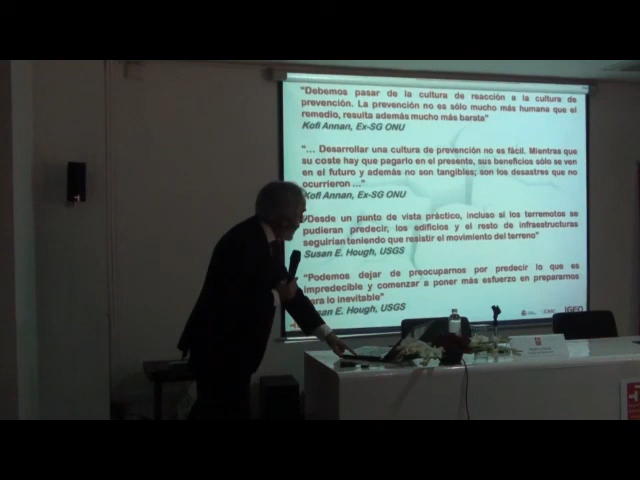 "Debemos pasar de la cultura de reacción a la cultura de
prevención. La prevención no es sólo mucho más humana que el
remedio, resulta además mucho más barata"
Kofi Annan, Ex-SG ONU
"... Desarrollar una cultura de prevención no es fácil. Mientras que
su coste hay que pagarlo en el presente, sus beneficios sólo se ven
en el futuro y además no son tangibles; son los desastres que no
ocurrieron ..."
Kofi Annan, Ex-SG ONU
"Desde un punto de vista práctico, incluso si los terremotos se
pudieran predecir, los edificios y el resto de infraestructuras
seguirían teniendo que resistir el movimiento del terreno"
Susan E. Hough, USGS
"Podemos dejar de preocuparnos por predecir lo que es
impredecible y comenzar a poner más esfuerzo en prepararnos
para lo inevitable"
Susan E. Hough, USGS
IGEO